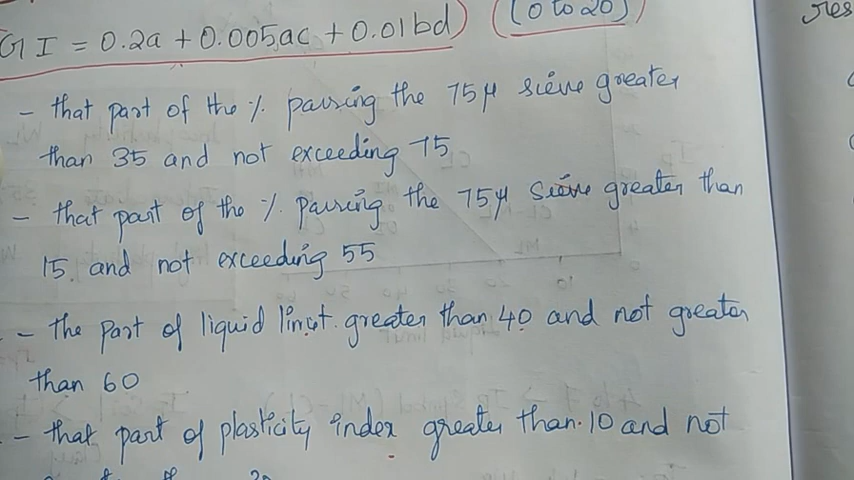 GI = 0.2a + 0.005ac + 0.01bd) (0 to 20)
- that part of the % passing the 75μ sieve greater
than 35 and not exceeding 75
- that part of the % passing the 75μ sieve greater than
15 and not exceeding 55
- the part of liquid limit greater than 40 and not greater
than 60
- that part of plasticity index greater than 10 and not